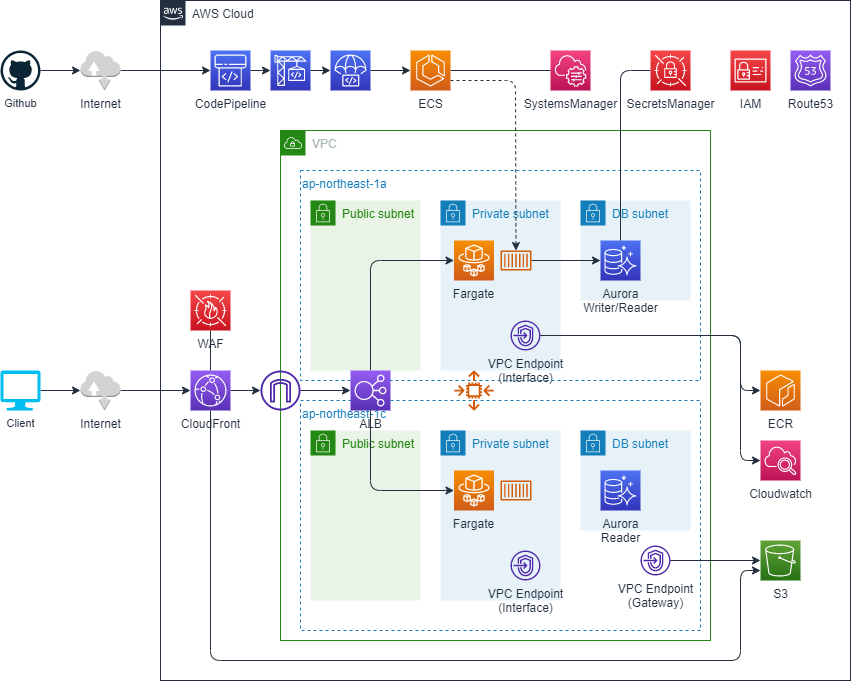 aws
AWS Cloud
Github
Internet
CodePipeline
ECS
SystemsManager
SecretsManager
IAM
53
Route53
VPC
ap-northeast-1a
Public subnet
Private subnet
DB subnet
Fargate
Aurora
Writer/Reader
WAF
VPC Endpoint
(Interface)
Client
Internet
CloudFront
ALB
ECR
ap-northeast-1c
Public subnet
Private subnet
DB subnet
Fargate
Aurora
Reader
Cloudwatch
VPC Endpoint
(Interface)
VPC Endpoint
(Gateway)
S3